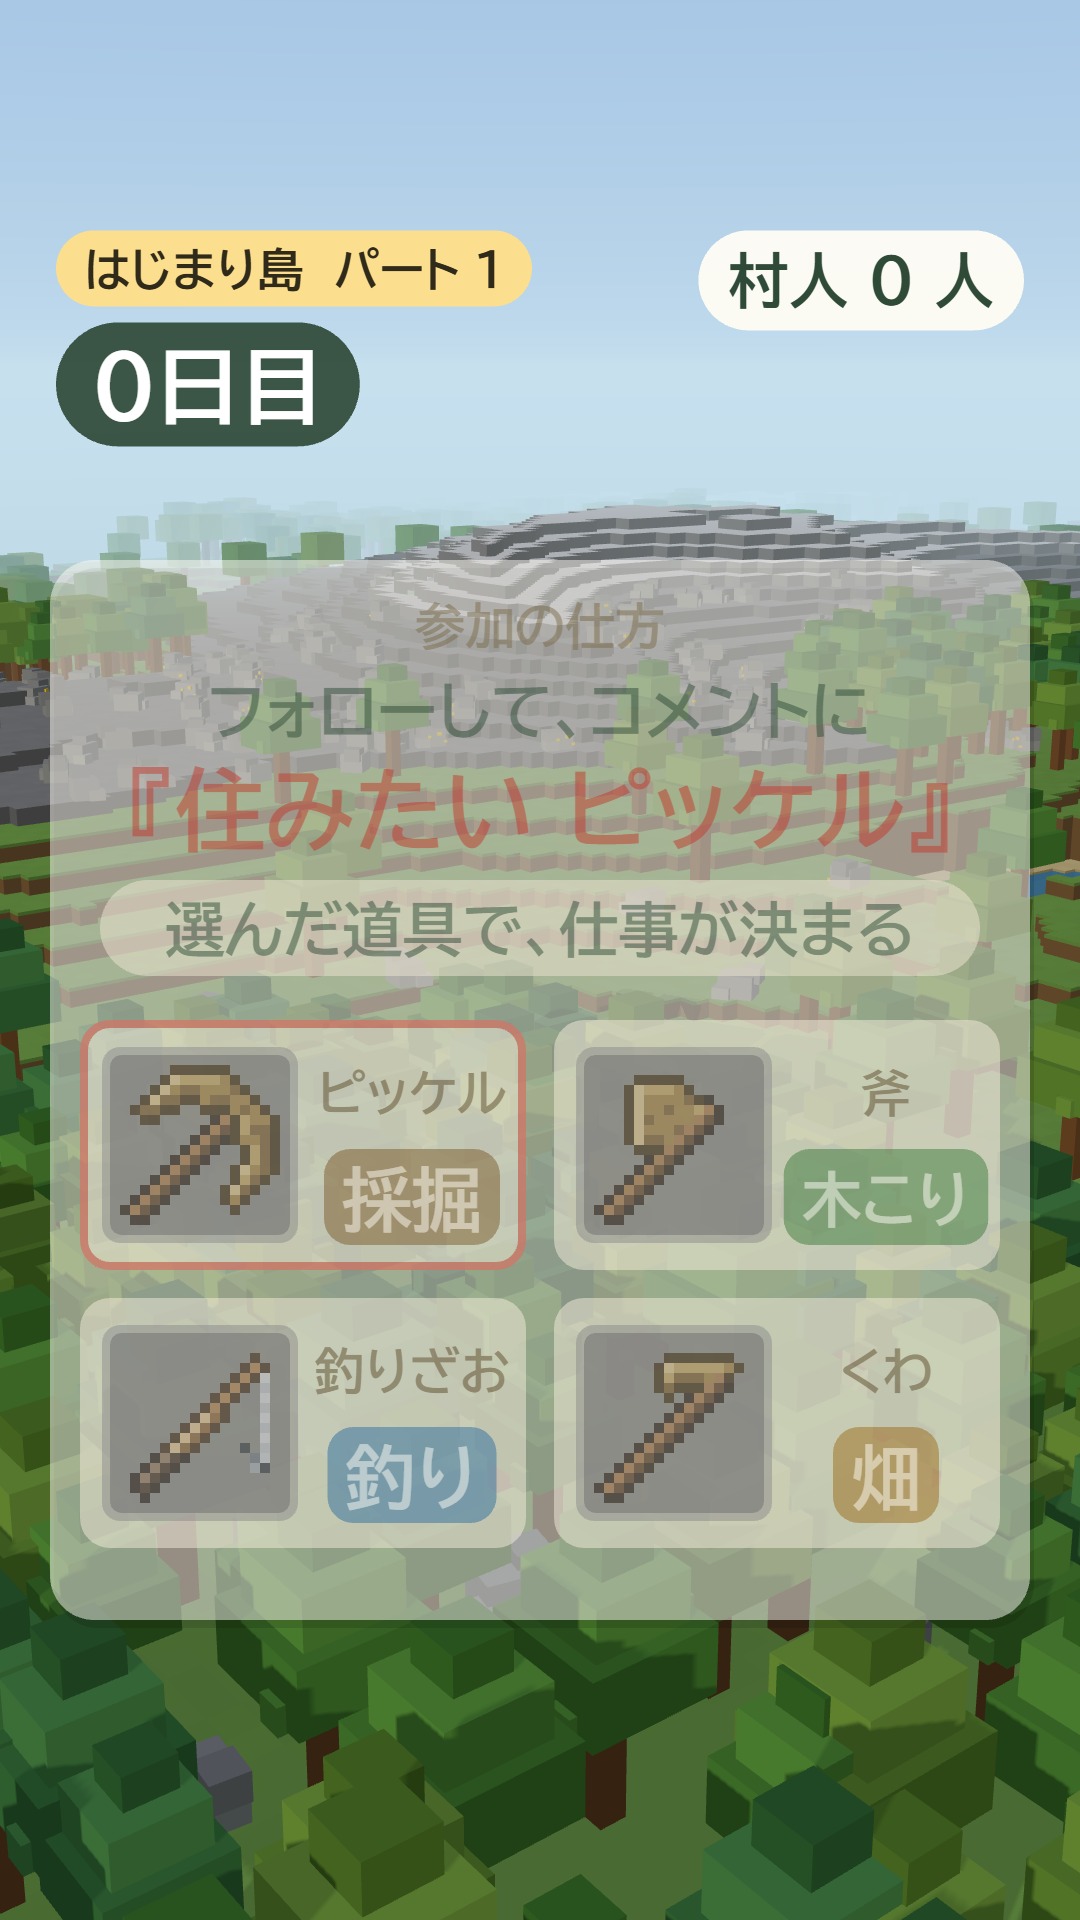 はじまり島 パート 1
村人 0 人
0日目
参加の仕方
フォローして、コメントに
『住みたい ピッケル』
選んだ道具で、仕事が決まる
ピッケル
採掘
斧
木こり
釣りざお
釣り
くわ
畑